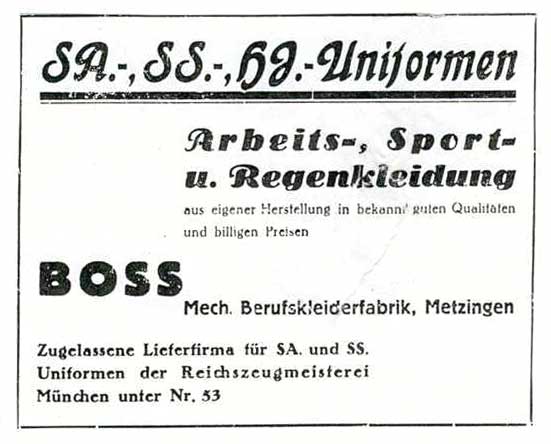 SA.-, SS.-, HJ.-Uniformen
Arbeits-, Sport-
u. Regenkleidung
aus eigener Herstellung in bekannt guten Qualitäten
und billigen Preisen
BOSS
Mech. Berufskleiderfabrik, Metzingen
Zugelassene Lieferfirma für SA. und SS.
Uniformen der Reichszeugmeisterei
München unter Nr. 53